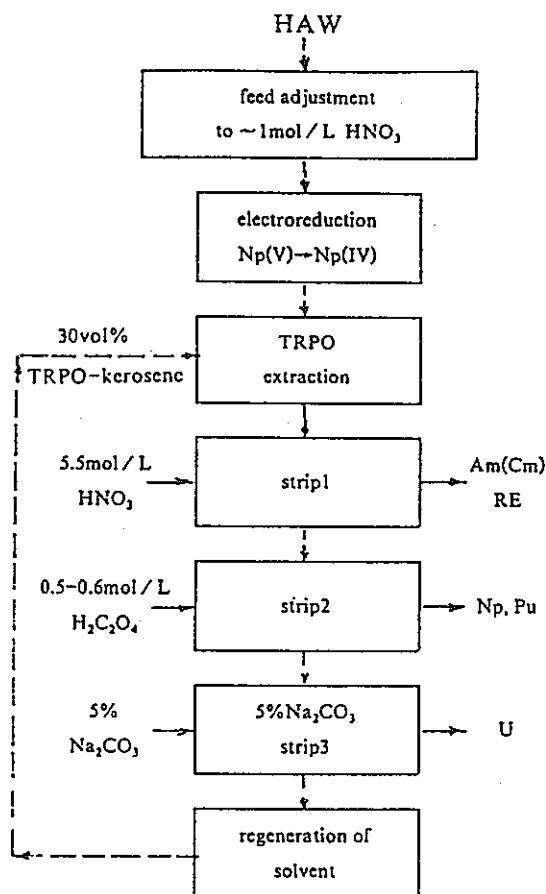 HAW
feed adjustment
to ~1mol/L HNO₃
electroreduction
Np(V)→Np(IV)
30vol%
TRPO-kerosene
TRPO
extraction
5.5mol/L
HNO₃
strip1
Am(Cm)
RE
0.5-0.6mol/L
H₂C₂O₄
strip2
Np, Pu
5%
Na₂CO₃
5%Na₂CO₃
strip3
U
regeneration of
solvent